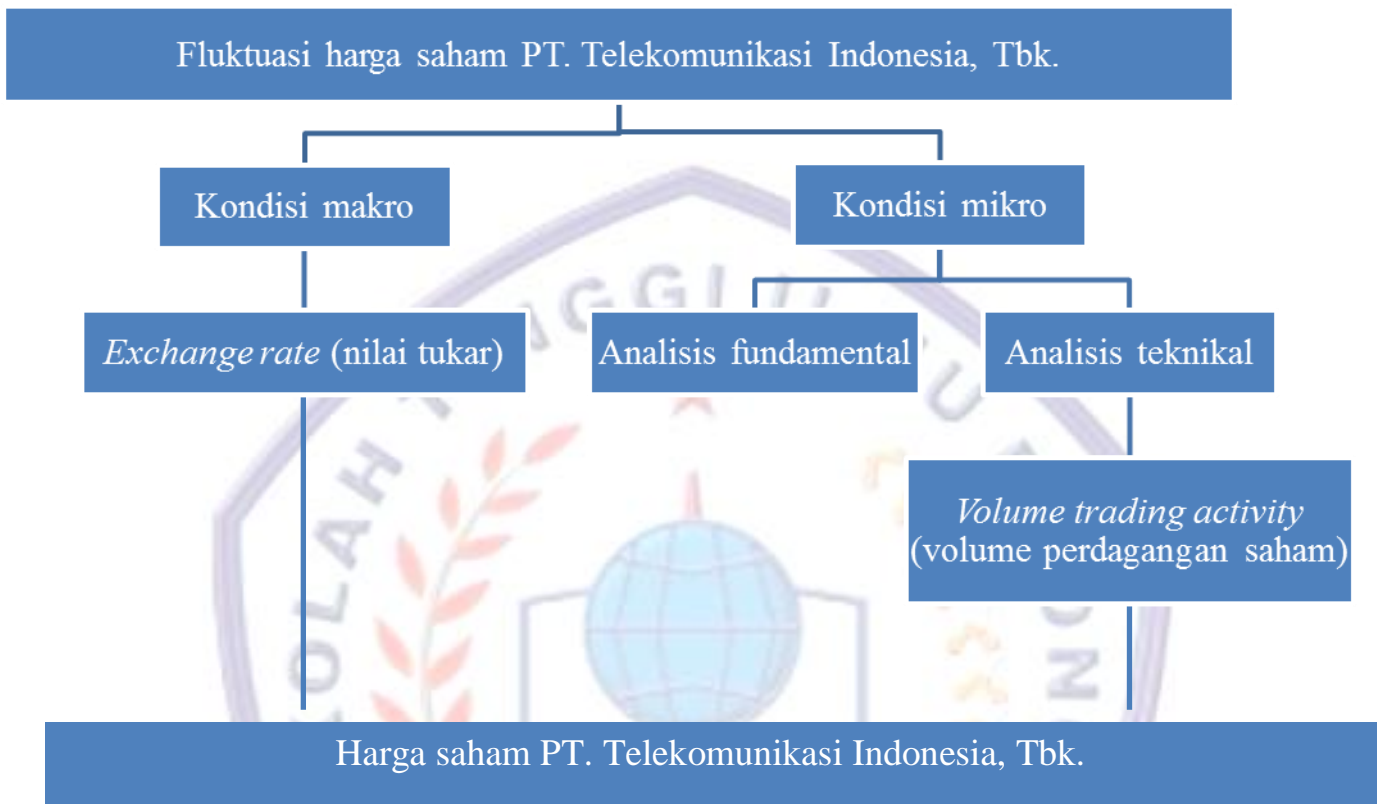 Fluktuasi harga saham PT. Telekomunikasi Indonesia, Tbk.
Kondisi makro
Kondisi mikro
Exchange rate (nilai tukar)
Analisis fundamental
Analisis teknikal
Volume trading activity
(volume perdagangan saham)
Harga saham PT. Telekomunikasi Indonesia, Tbk.